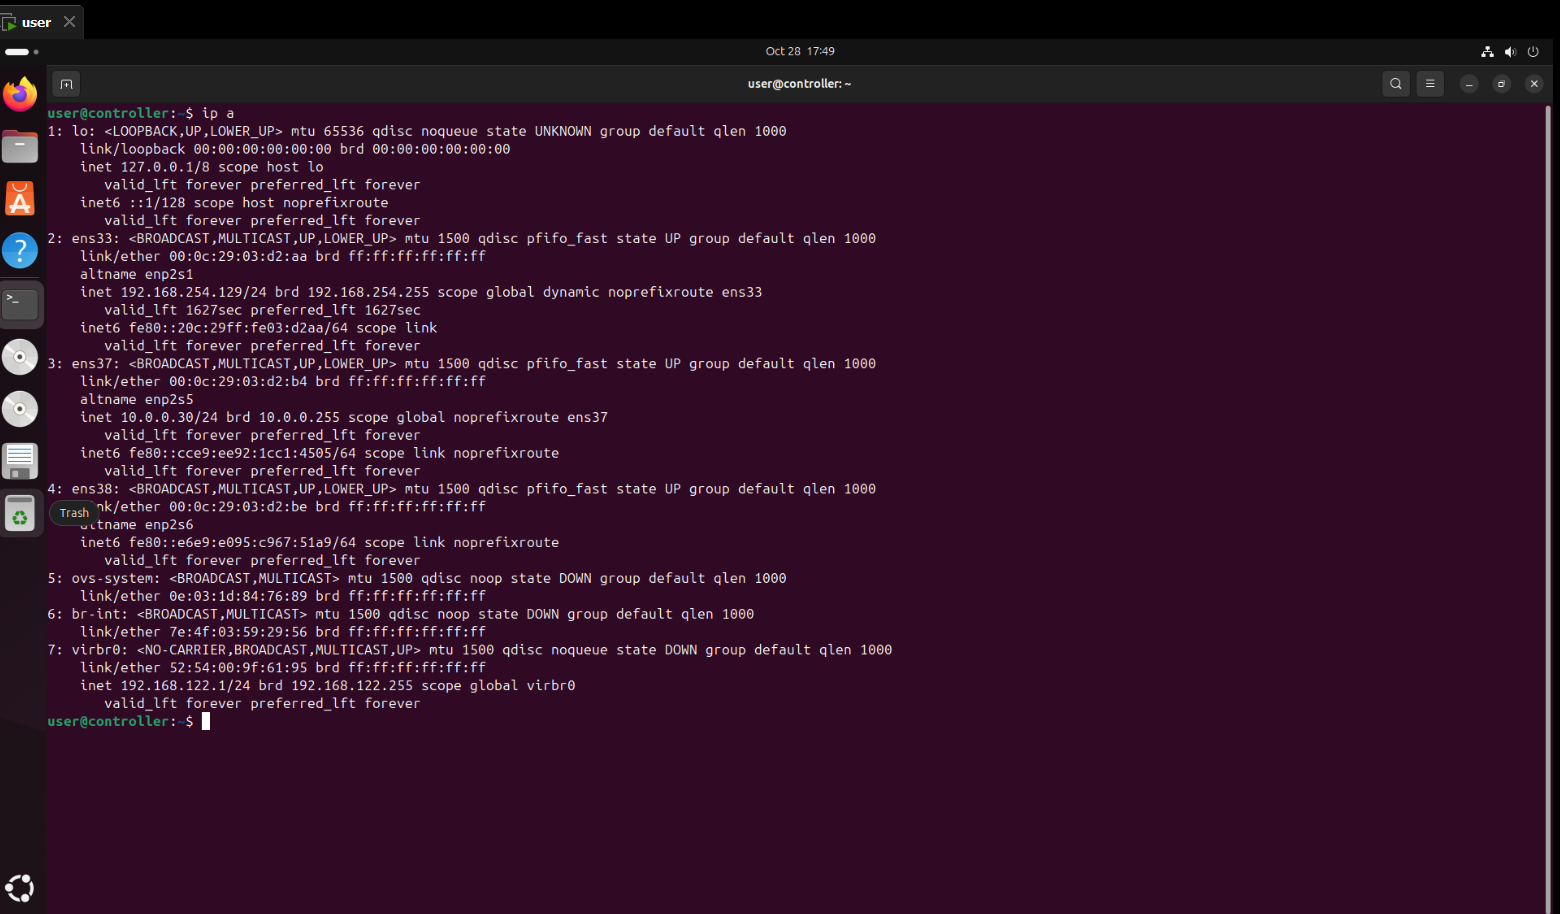 user
Oct 28 17:49
user@controller: ~
user@controller:~$ ip a
1: lo: <LOOPBACK,UP,LOWER_UP> mtu 65536 qdisc noqueue state UNKNOWN group default qlen 1000
link/loopback 00:00:00:00:00:00 brd 00:00:00:00:00:00
inet 127.0.0.1/8 scope host lo
valid_lft forever preferred_lft forever
inet6 ::1/128 scope host noprefixroute
valid_lft forever preferred_lft forever
2: ens33: <BROADCAST,MULTICAST,UP,LOWER_UP> mtu 1500 qdisc pfifo_fast state UP group default qlen 1000
link/ether 00:0c:29:03:d2:aa brd ff:ff:ff:ff:ff:ff
altname enp2s1
inet 192.168.254.129/24 brd 192.168.254.255 scope global dynamic noprefixroute ens33
valid_lft 1627sec preferred_lft 1627sec
inet6 fe80::20c:29ff:fe03:d2aa/64 scope link
valid_lft forever preferred_lft forever
3: ens37: <BROADCAST,MULTICAST,UP,LOWER_UP> mtu 1500 qdisc pfifo_fast state UP group default qlen 1000
link/ether 00:0c:29:03:d2:b4 brd ff:ff:ff:ff:ff:ff
altname enp2s5
inet 10.0.0.30/24 brd 10.0.0.255 scope global noprefixroute ens37
valid_lft forever preferred_lft forever
inet6 fe80::cce9:ee92:1cc1:4505/64 scope link noprefixroute
valid_lft forever preferred_lft forever
4: ens38: <BROADCAST,MULTICAST,UP,LOWER_UP> mtu 1500 qdisc pfifo_fast state UP group default qlen 1000
Trash
nk/ether 00:0c:29:03:d2:be brd ff:ff:ff:ff:ff:ff
altname enp2s6
inet6 fe80::e6e9:e095:c967:51a9/64 scope link noprefixroute
valid_lft forever preferred_lft forever
5: ovs-system: <BROADCAST,MULTICAST> mtu 1500 qdisc noop state DOWN group default qlen 1000
link/ether 0e:03:1d:84:76:89 brd ff:ff:ff:ff:ff:ff
6: br-int: <BROADCAST,MULTICAST> mtu 1500 qdisc noop state DOWN group default qlen 1000
link/ether 7e:4f:03:59:29:56 brd ff:ff:ff:ff:ff:ff
7: virbr0: <NO-CARRIER,BROADCAST,MULTICAST,UP> mtu 1500 qdisc noqueue state DOWN group default qlen 1000
link/ether 52:54:00:9f:61:95 brd ff:ff:ff:ff:ff:ff
inet 192.168.122.1/24 brd 192.168.122.255 scope global virbr0
valid_lft forever preferred_lft forever
user@controller:~$